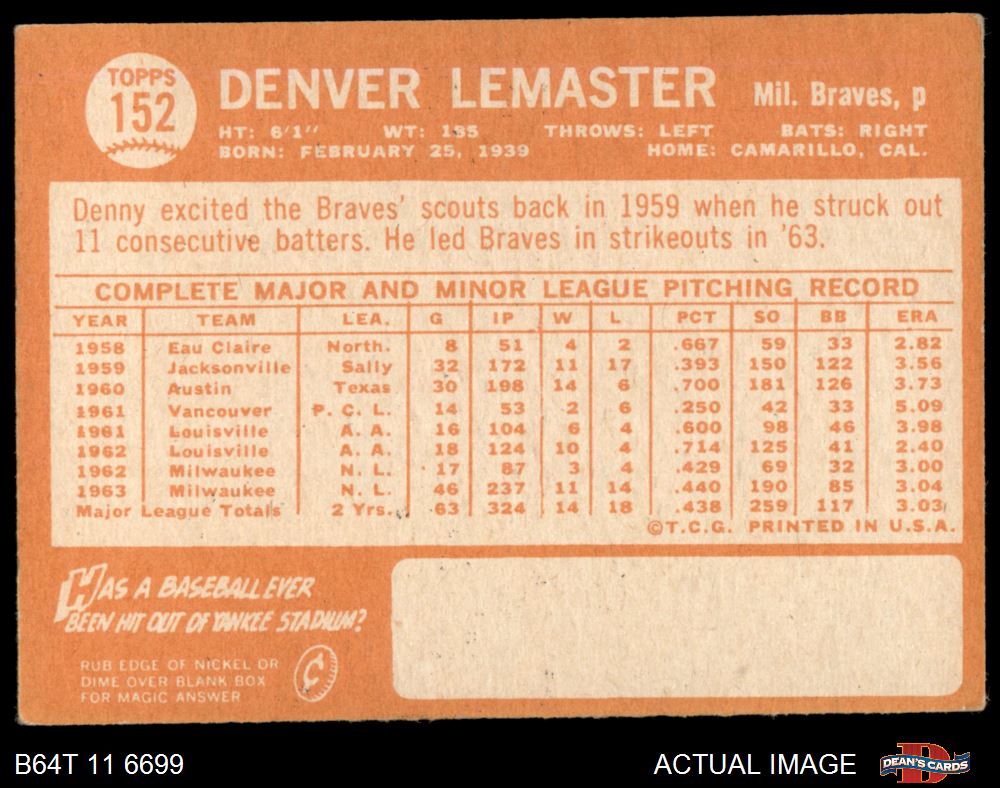 TOPPS
152
DENVER LEMASTER Mil. Braves, p
HT: 6'1" WT: 185 THROWS: LEFT BATS: RIGHT
BORN: FEBRUARY 25, 1939 HOME: CAMARILLO, CAL.
Denny excited the Braves' scouts back in 1959 when he struck out
11 consecutive batters. He led Braves in strikeouts in '63.
COMPLETE MAJOR AND MINOR LEAGUE PITCHING RECORD
YEAR TEAM LEA. G IP W L PCT SO BB ERA
1958 Eau Claire North. 8 51 4 2 .667 59 33 2.82
1959 Jacksonville Sally 32 172 11 17 .393 150 122 3.56
1960 Austin Texas 30 198 14 6 .700 181 126 3.73
1961 Vancouver P. C. L. 14 53 2 6 .250 42 33 5.09
1961 Louisville A. A. 16 104 6 4 .600 98 46 3.98
1962 Louisville A. A. 18 124 10 4 .714 125 41 2.40
1962 Milwaukee N. L. 17 87 3 4 .429 69 32 3.00
1963 Milwaukee N. L. 46 237 11 14 .440 190 85 3.04
Major League Totals 2 Yrs. 63 324 14 18 .438 259 117 3.03
©T.C.G. PRINTED IN U.S.A.
HAS A BASEBALL EVER
BEEN HIT OUT OF YANKEE STADIUM?
RUB EDGE OF NICKEL OR
DIME OVER BLANK BOX
FOR MAGIC ANSWER
¢
B64T 11 6699 ACTUAL IMAGE
D
DEAN'S CARDS